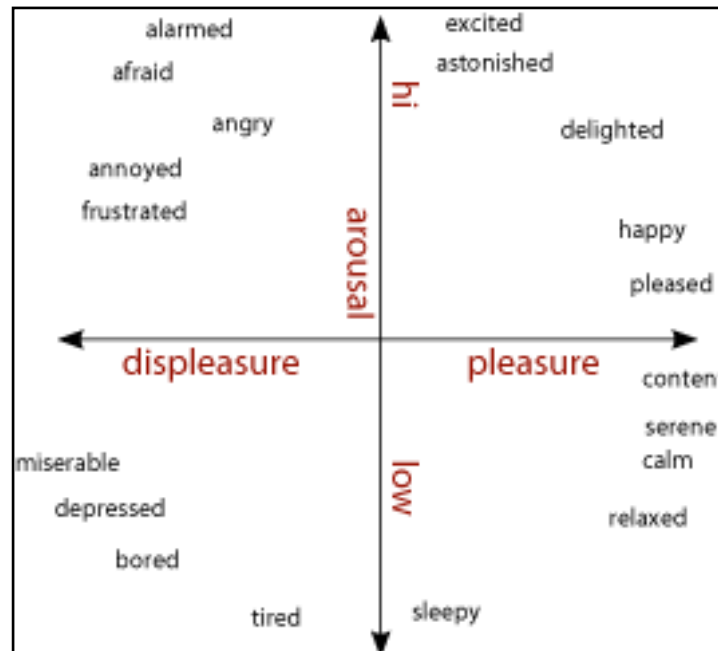 alarmed
excited
afraid
astonished
hi
angry
delighted
annoyed
frustrated
arousal
happy
pleased
displeasure
pleasure
conten
serene
miserable
low
calm
depressed
relaxed
bored
tired
sleepy